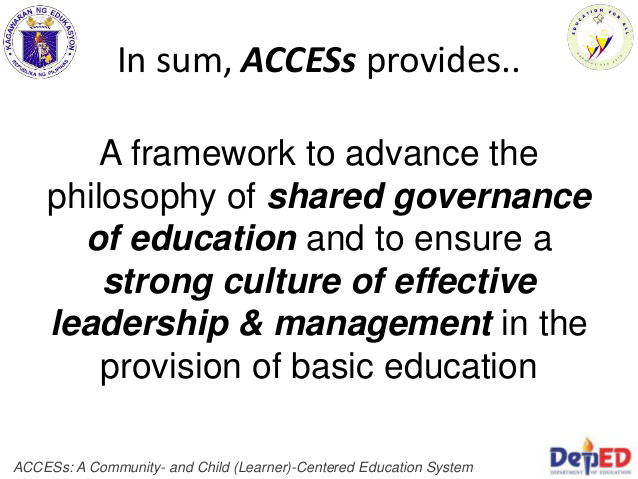 KAGAWARAN NG EDUKASYON
REPUBLIKA NG PILIPINAS
EDUCATION FOR ALL
In sum, ACCESs provides..
A framework to advance the
philosophy of shared governance
of education and to ensure a
strong culture of effective
leadership & management in the
provision of basic education
ACCESs: A Community- and Child (Learner)-Centered Education System
DepED
DEPARTMENT OF EDUCATION